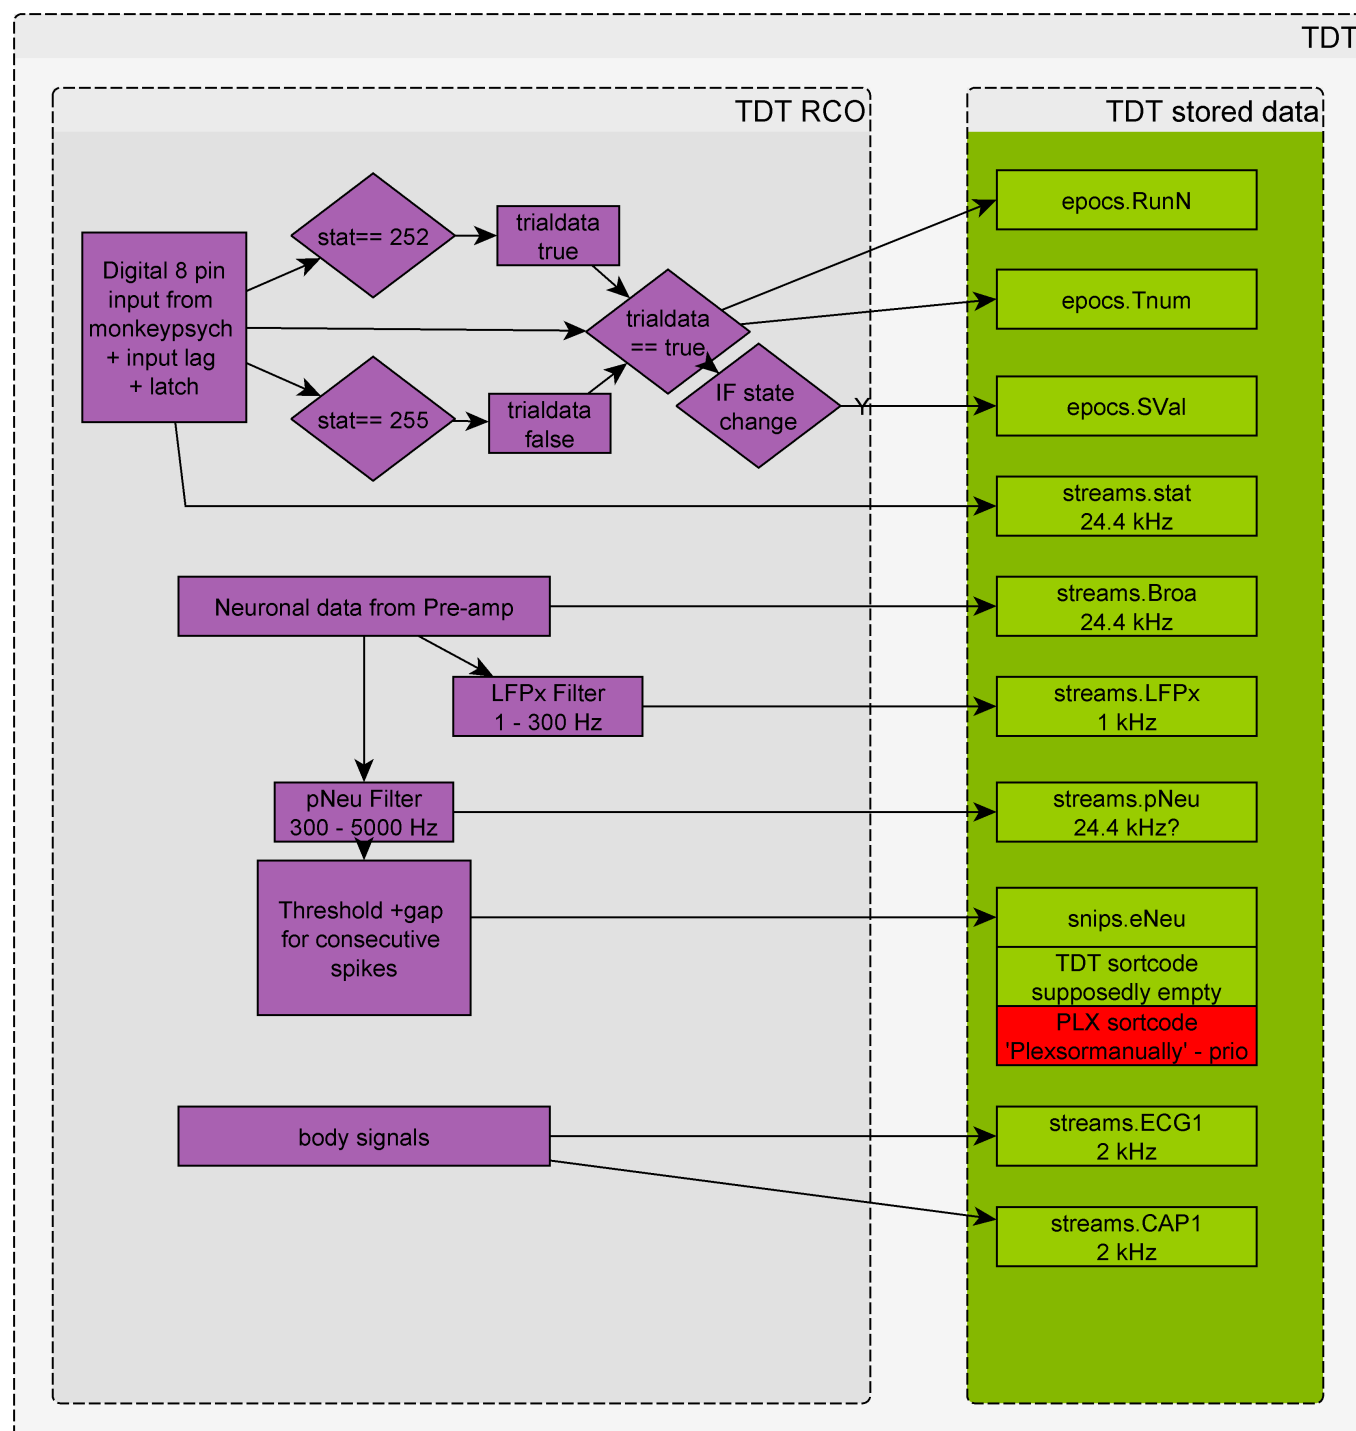 TDT
TDT RCO
Digital 8 pin
input from
monkeypsych
+ input lag
+ latch
stat== 252
trialdata
true
stat== 255
trialdata
false
trialdata
== true
IF state
change
Y
Neuronal data from Pre-amp
LFPx Filter
1 - 300 Hz
pNeu Filter
300 - 5000 Hz
Threshold +gap
for consecutive
spikes
body signals
TDT stored data
epocs.RunN
epocs.Tnum
epocs.SVal
streams.stat
24.4 kHz
streams.Broa
24.4 kHz
streams.LFPx
1 kHz
streams.pNeu
24.4 kHz?
snips.eNeu
TDT sortcode
supposedly empty
PLX sortcode
'Plexsormanually' - prio
streams.ECG1
2 kHz
streams.CAP1
2 kHz